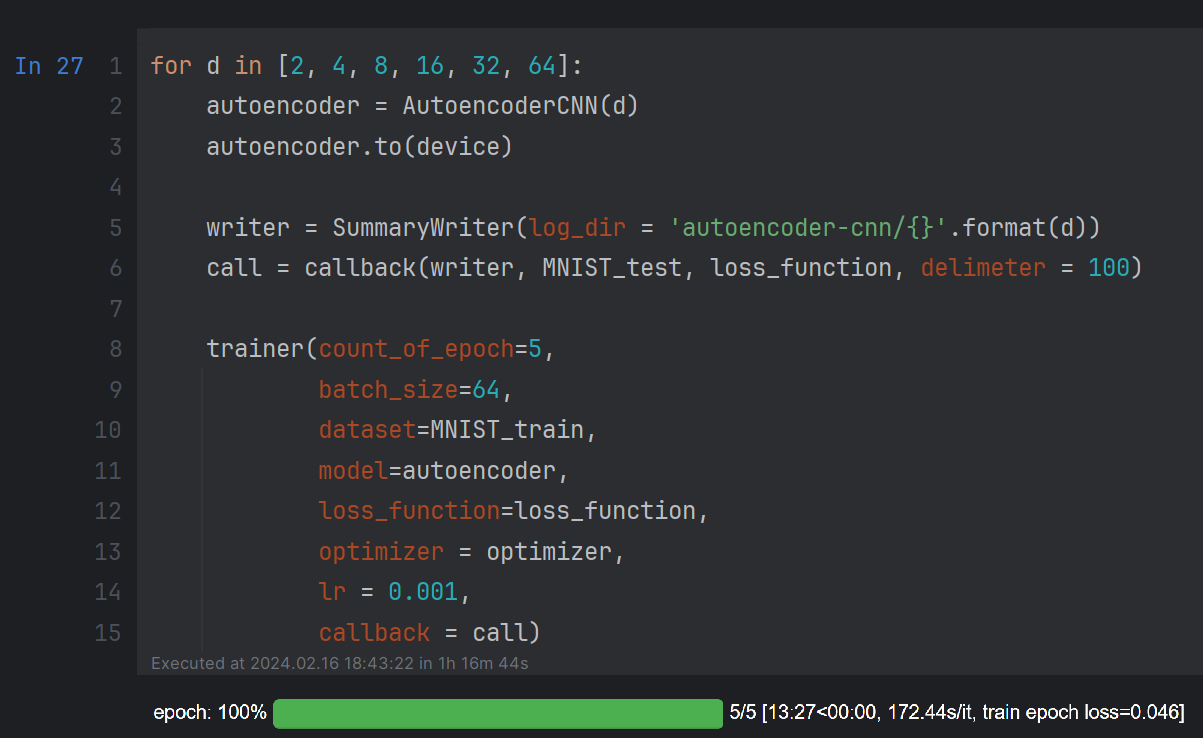 In 27 1 for d in [2, 4, 8, 16, 32, 64]:
2 autoencoder = AutoencoderCNN(d)
3 autoencoder.to(device)
4
5 writer = SummaryWriter(log_dir = 'autoencoder-cnn/{}'.format(d))
6 call = callback(writer, MNIST_test, loss_function, delimeter = 100)
7
8 trainer(count_of_epoch=5,
9 batch_size=64,
10 dataset=MNIST_train,
11 model=autoencoder,
12 loss_function=loss_function,
13 optimizer = optimizer,
14 lr = 0.001,
15 callback = call)
Executed at 2024.02.16 18:43:22 in 1h 16m 44s
epoch: 100% 5/5 [13:27<00:00, 172.44s/it, train epoch loss=0.046]